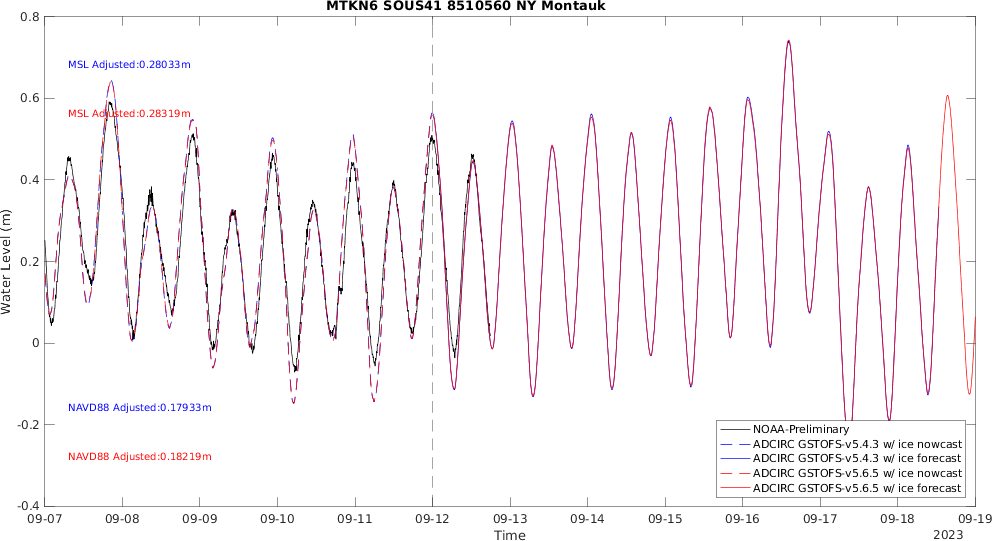 MTKN6 SOUS41 8510560 NY Montauk
0.8
0.6
0.4
0.2
0
-0.2
-0.4
Water Level (m)
MSL Adjusted:0.28033m
MSL Adjusted:0.28319m
NAVD88 Adjusted:0.17933m
NAVD88 Adjusted:0.18219m
NOAA-Preliminary
ADCIRC GSTOFS-v5.4.3 w/ ice nowcast
ADCIRC GSTOFS-v5.4.3 w/ ice forecast
ADCIRC GSTOFS-v5.6.5 w/ ice nowcast
ADCIRC GSTOFS-v5.6.5 w/ ice forecast
09-07 09-08 09-09 09-10 09-11 09-12 09-13 09-14 09-15 09-16 09-17 09-18 09-19
Time
2023